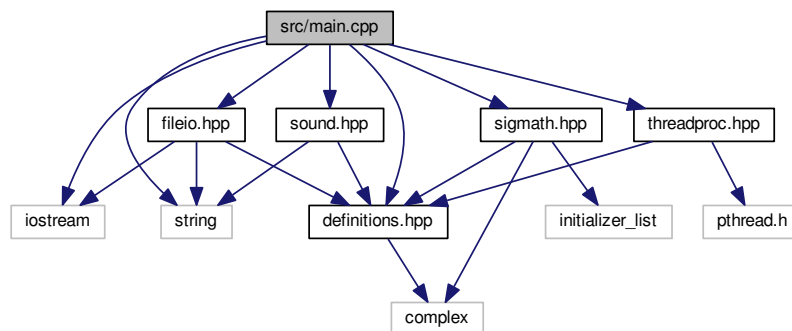 src/main.cpp
fileio.hpp
sound.hpp
sigmath.hpp
threadproc.hpp
iostream
string
definitions.hpp
initializer_list
pthread.h
complex